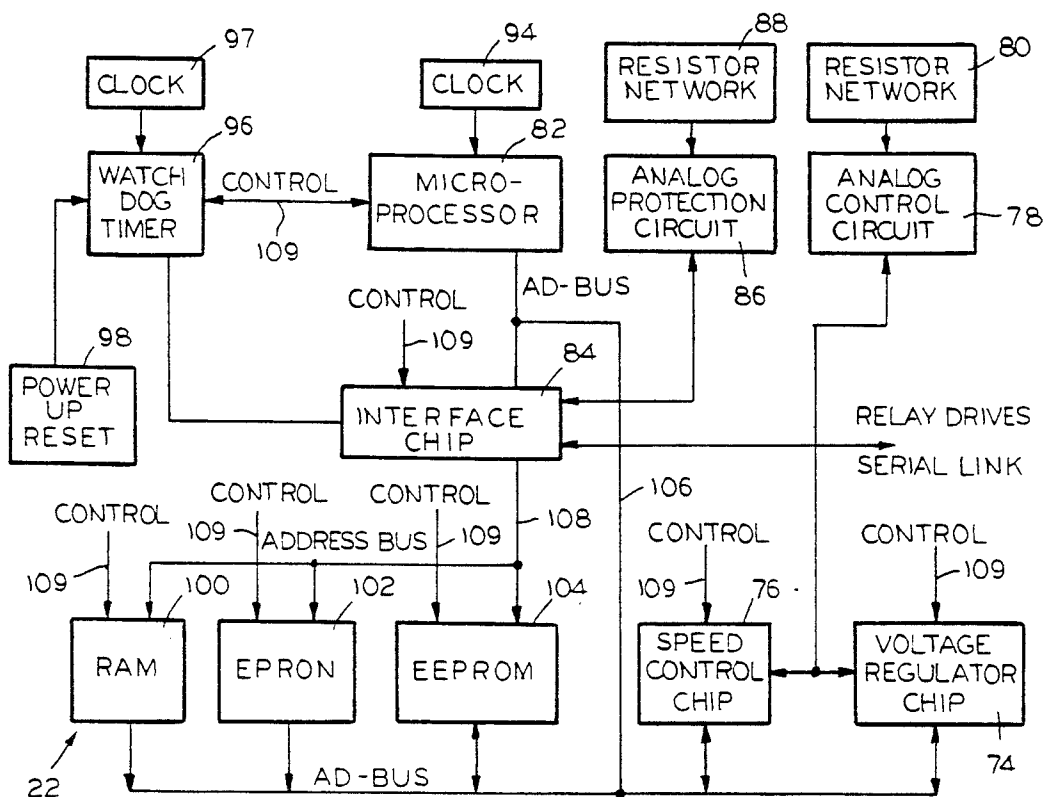 97
CLOCK
94
CLOCK
88
RESISTOR
NETWORK
80
RESISTOR
NETWORK
96
WATCH
DOG
TIMER
CONTROL
109
82
MICRO-
PROCESSOR
ANALOG
PROTECTION
CIRCUIT
86
ANALOG
CONTROL
CIRCUIT
78
AD-BUS
98
POWER
UP
RESET
CONTROL
109
84
INTERFACE
CHIP
RELAY DRIVES
SERIAL LINK
106
108
CONTROL
109
CONTROL
109
CONTROL
109
ADDRESS BUS
CONTROL
109
CONTROL
109
100
RAM
102
EPRON
104
EEPROM
76
SPEED
CONTROL
CHIP
VOLTAGE
REGULATOR
CHIP
74
22
AD-BUS